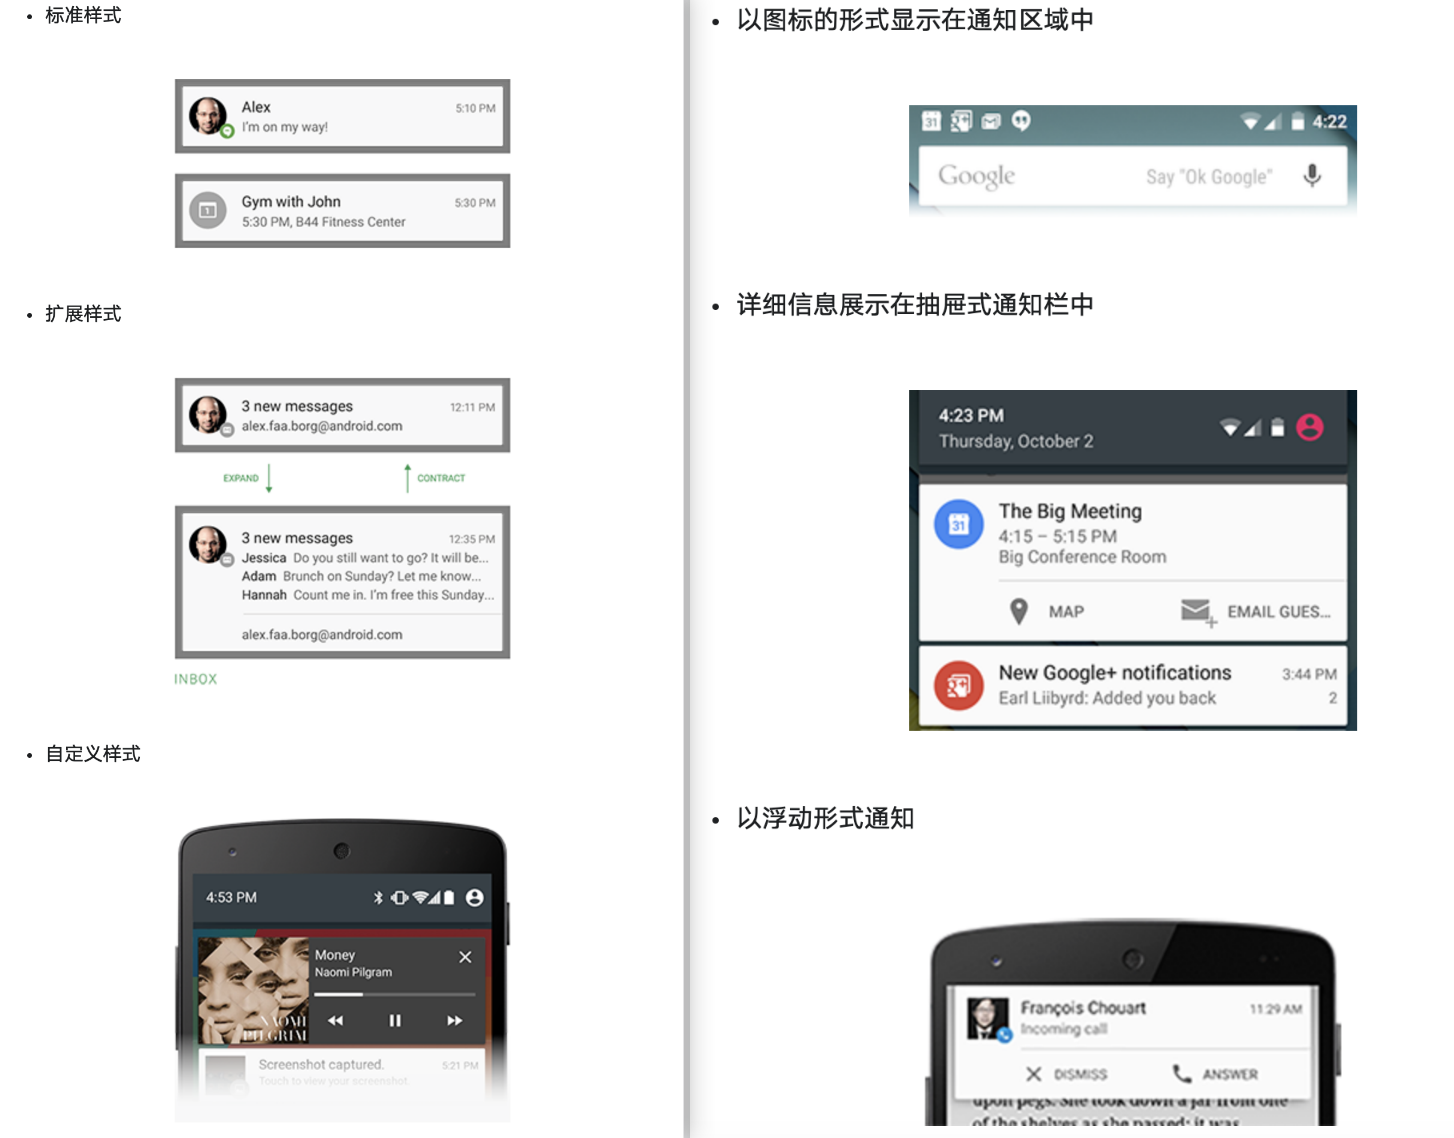 标准样式
Alex
5:10 PM
I'm on my way!
Gym with John
5:30 PM
5:30 PM, B44 Fitness Center
扩展样式
3 new messages
12:11 PM
alex.faa.borg@android.com
EXPAND
CONTRACT
3 new messages
12:35 PM
Jessica Do you still want to go? It will be...
Adam Brunch on Sunday? Let me know...
Hannah Count me in. I'm free this Sunday...
alex.faa.borg@android.com
INBOX
自定义样式
4:53 PM
Money
Naomi Pilgram
NAOMI
PILGRIM
Screenshot captured.
5:21 PM
Touch to view your screenshot.
以图标的形式显示在通知区域中
31
4:22
Google
Say "Ok Google"
详细信息展示在抽屉式通知栏中
4:23 PM
Thursday, October 2
31
The Big Meeting
4:15 – 5:15 PM
Big Conference Room
MAP
EMAIL GUES...
New Google+ notifications
3:44 PM
Earl Liibyrd: Added you back
2
以浮动形式通知
François Chouart
11:29 AM
Incoming call
DISMISS
ANSWER
upon pegs. She took down a jar from one
of the shelves as she passed; it was